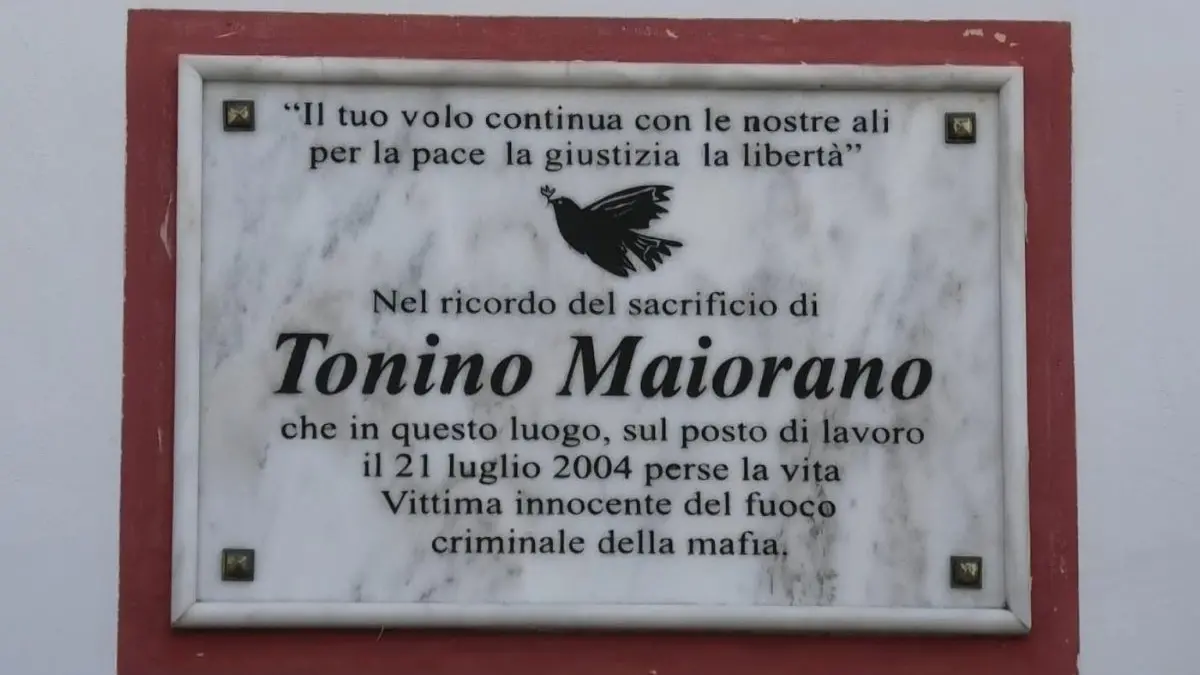 “Il tuo volo continua con le nostre ali
per la pace la giustizia la libertà”
Nel ricordo del sacrificio di
Tonino Maiorano
che in questo luogo, sul posto di lavoro
il 21 luglio 2004 perse la vita
Vittima innocente del fuoco
criminale della mafia.